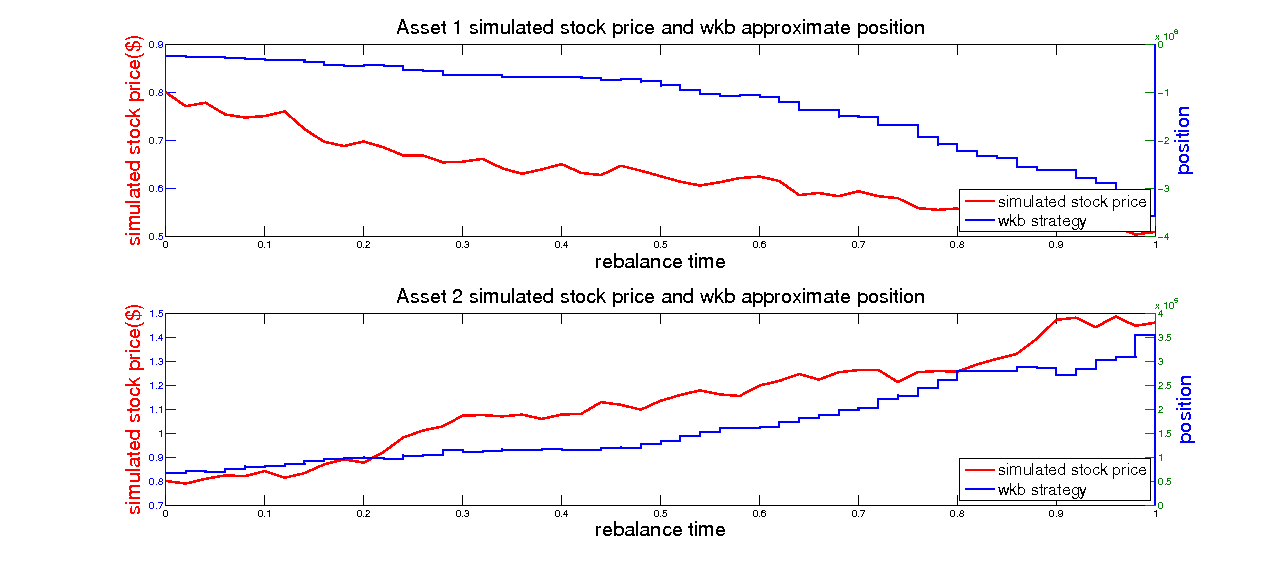 Asset 1 simulated stock price and wkb approximate position
simulated stock price($)
0.9
0.8
0.7
0.6
0.5
0
−1
−2
−3
−4
position
simulated stock price
wkb strategy
0 0.1 0.2 0.3 0.4 0.5 0.6 0.7 0.8 0.9 1
rebalance time
Asset 2 simulated stock price and wkb approximate position
simulated stock price($)
1.5
1.4
1.3
1.2
1.1
1
0.9
0.8
0.7
4
3.5
3
2.5
2
1.5
1
0.5
0
position
simulated stock price
wkb strategy
0 0.1 0.2 0.3 0.4 0.5 0.6 0.7 0.8 0.9 1
rebalance time